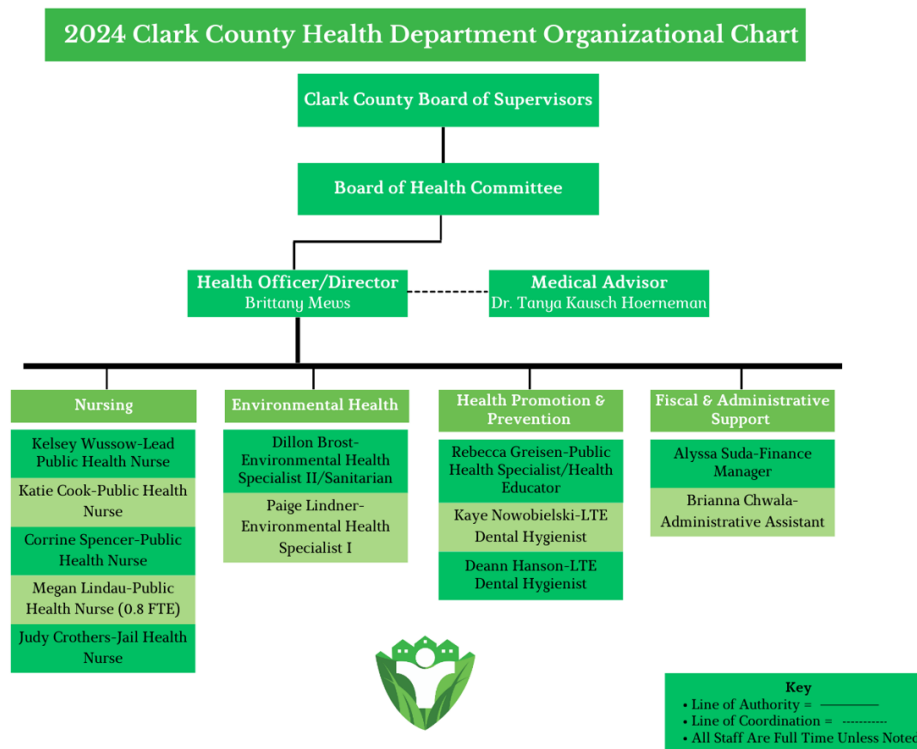 2024 Clark County Health Department Organizational Chart
Clark County Board of Supervisors
Board of Health Committee
Health Officer/Director
Brittany Mews
Medical Advisor
Dr. Tanya Kausch Hoerneman
Nursing
Kelsey Wussow-Lead
Public Health Nurse
Katie Cook-Public Health
Nurse
Corrine Spencer-Public
Health Nurse
Megan Lindau-Public
Health Nurse (0.8 FTE)
Judy Crothers-Jail Health
Nurse
Environmental Health
Dillon Brost-
Environmental Health
Specialist II/Sanitarian
Paige Lindner-
Environmental Health
Specialist I
Health Promotion &
Prevention
Rebecca Greisen-Public
Health Specialist/Health
Educator
Kaye Nowobielski-LTE
Dental Hygienist
Deann Hanson-LTE
Dental Hygienist
Fiscal & Administrative
Support
Alyssa Suda-Finance
Manager
Brianna Chwala-
Administrative Assistant
Key
• Line of Authority = __________
• Line of Coordination = -----------
• All Staff Are Full Time Unless Noted